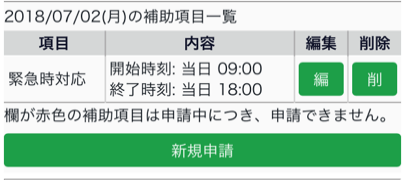 2018/07/02(月)の補助項目一覧
項目 内容 編集 削除
緊急時対応 開始時刻: 当日 09:00 編 削
終了時刻: 当日 18:00
欄が赤色の補助項目は申請中につき、申請できません。
新規申請